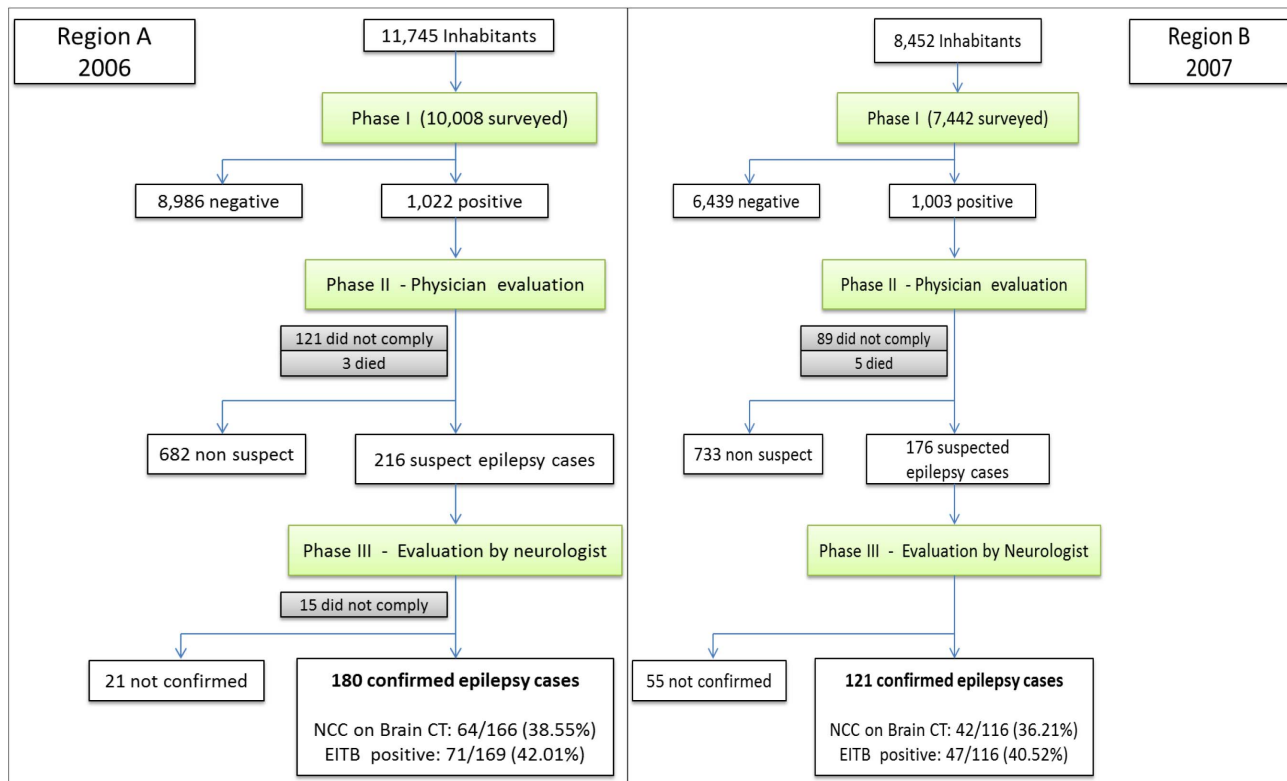 Region A
2006
11,745 Inhabitants
Phase I (10,008 surveyed)
8,986 negative
1,022 positive
Phase II - Physician evaluation
121 did not comply
3 died
682 non suspect
216 suspect epilepsy cases
Phase III - Evaluation by neurologist
15 did not comply
21 not confirmed
180 confirmed epilepsy cases
NCC on Brain CT: 64/166 (38.55%)
EITB positive: 71/169 (42.01%)
Region B
2007
8,452 Inhabitants
Phase I (7,442 surveyed)
6,439 negative
1,003 positive
Phase II - Physician evaluation
89 did not comply
5 died
733 non suspect
176 suspected
epilepsy cases
Phase III - Evaluation by Neurologist
55 not confirmed
121 confirmed epilepsy cases
NCC on Brain CT: 42/116 (36.21%)
EITB positive: 47/116 (40.52%)